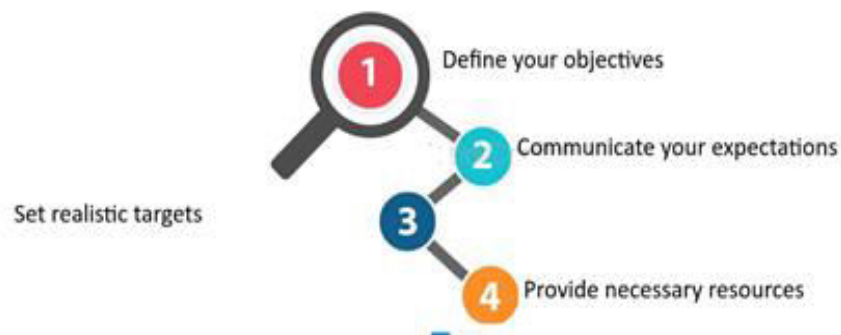 1
Define your objectives
2
Communicate your expectations
Set realistic targets
3
4
Provide necessary resources